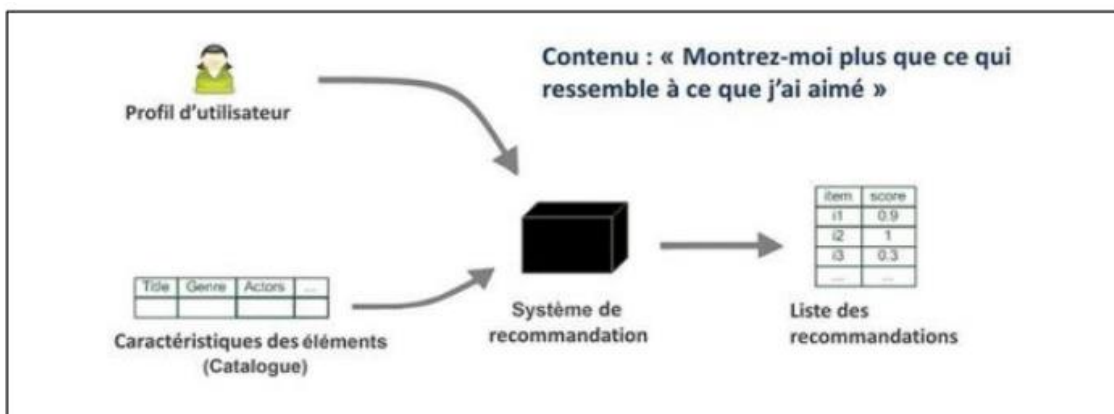 Contenu : « Montrez-moi plus que ce qui
ressemble à ce que j'ai aimé »
Profil d'utilisateur
item score
i1 0.9
i2 1
i3 0.3
... ...
Title Genre Actors ...
Caractéristiques des éléments
(Catalogue)
Système de
recommandation
Liste des
recommandations